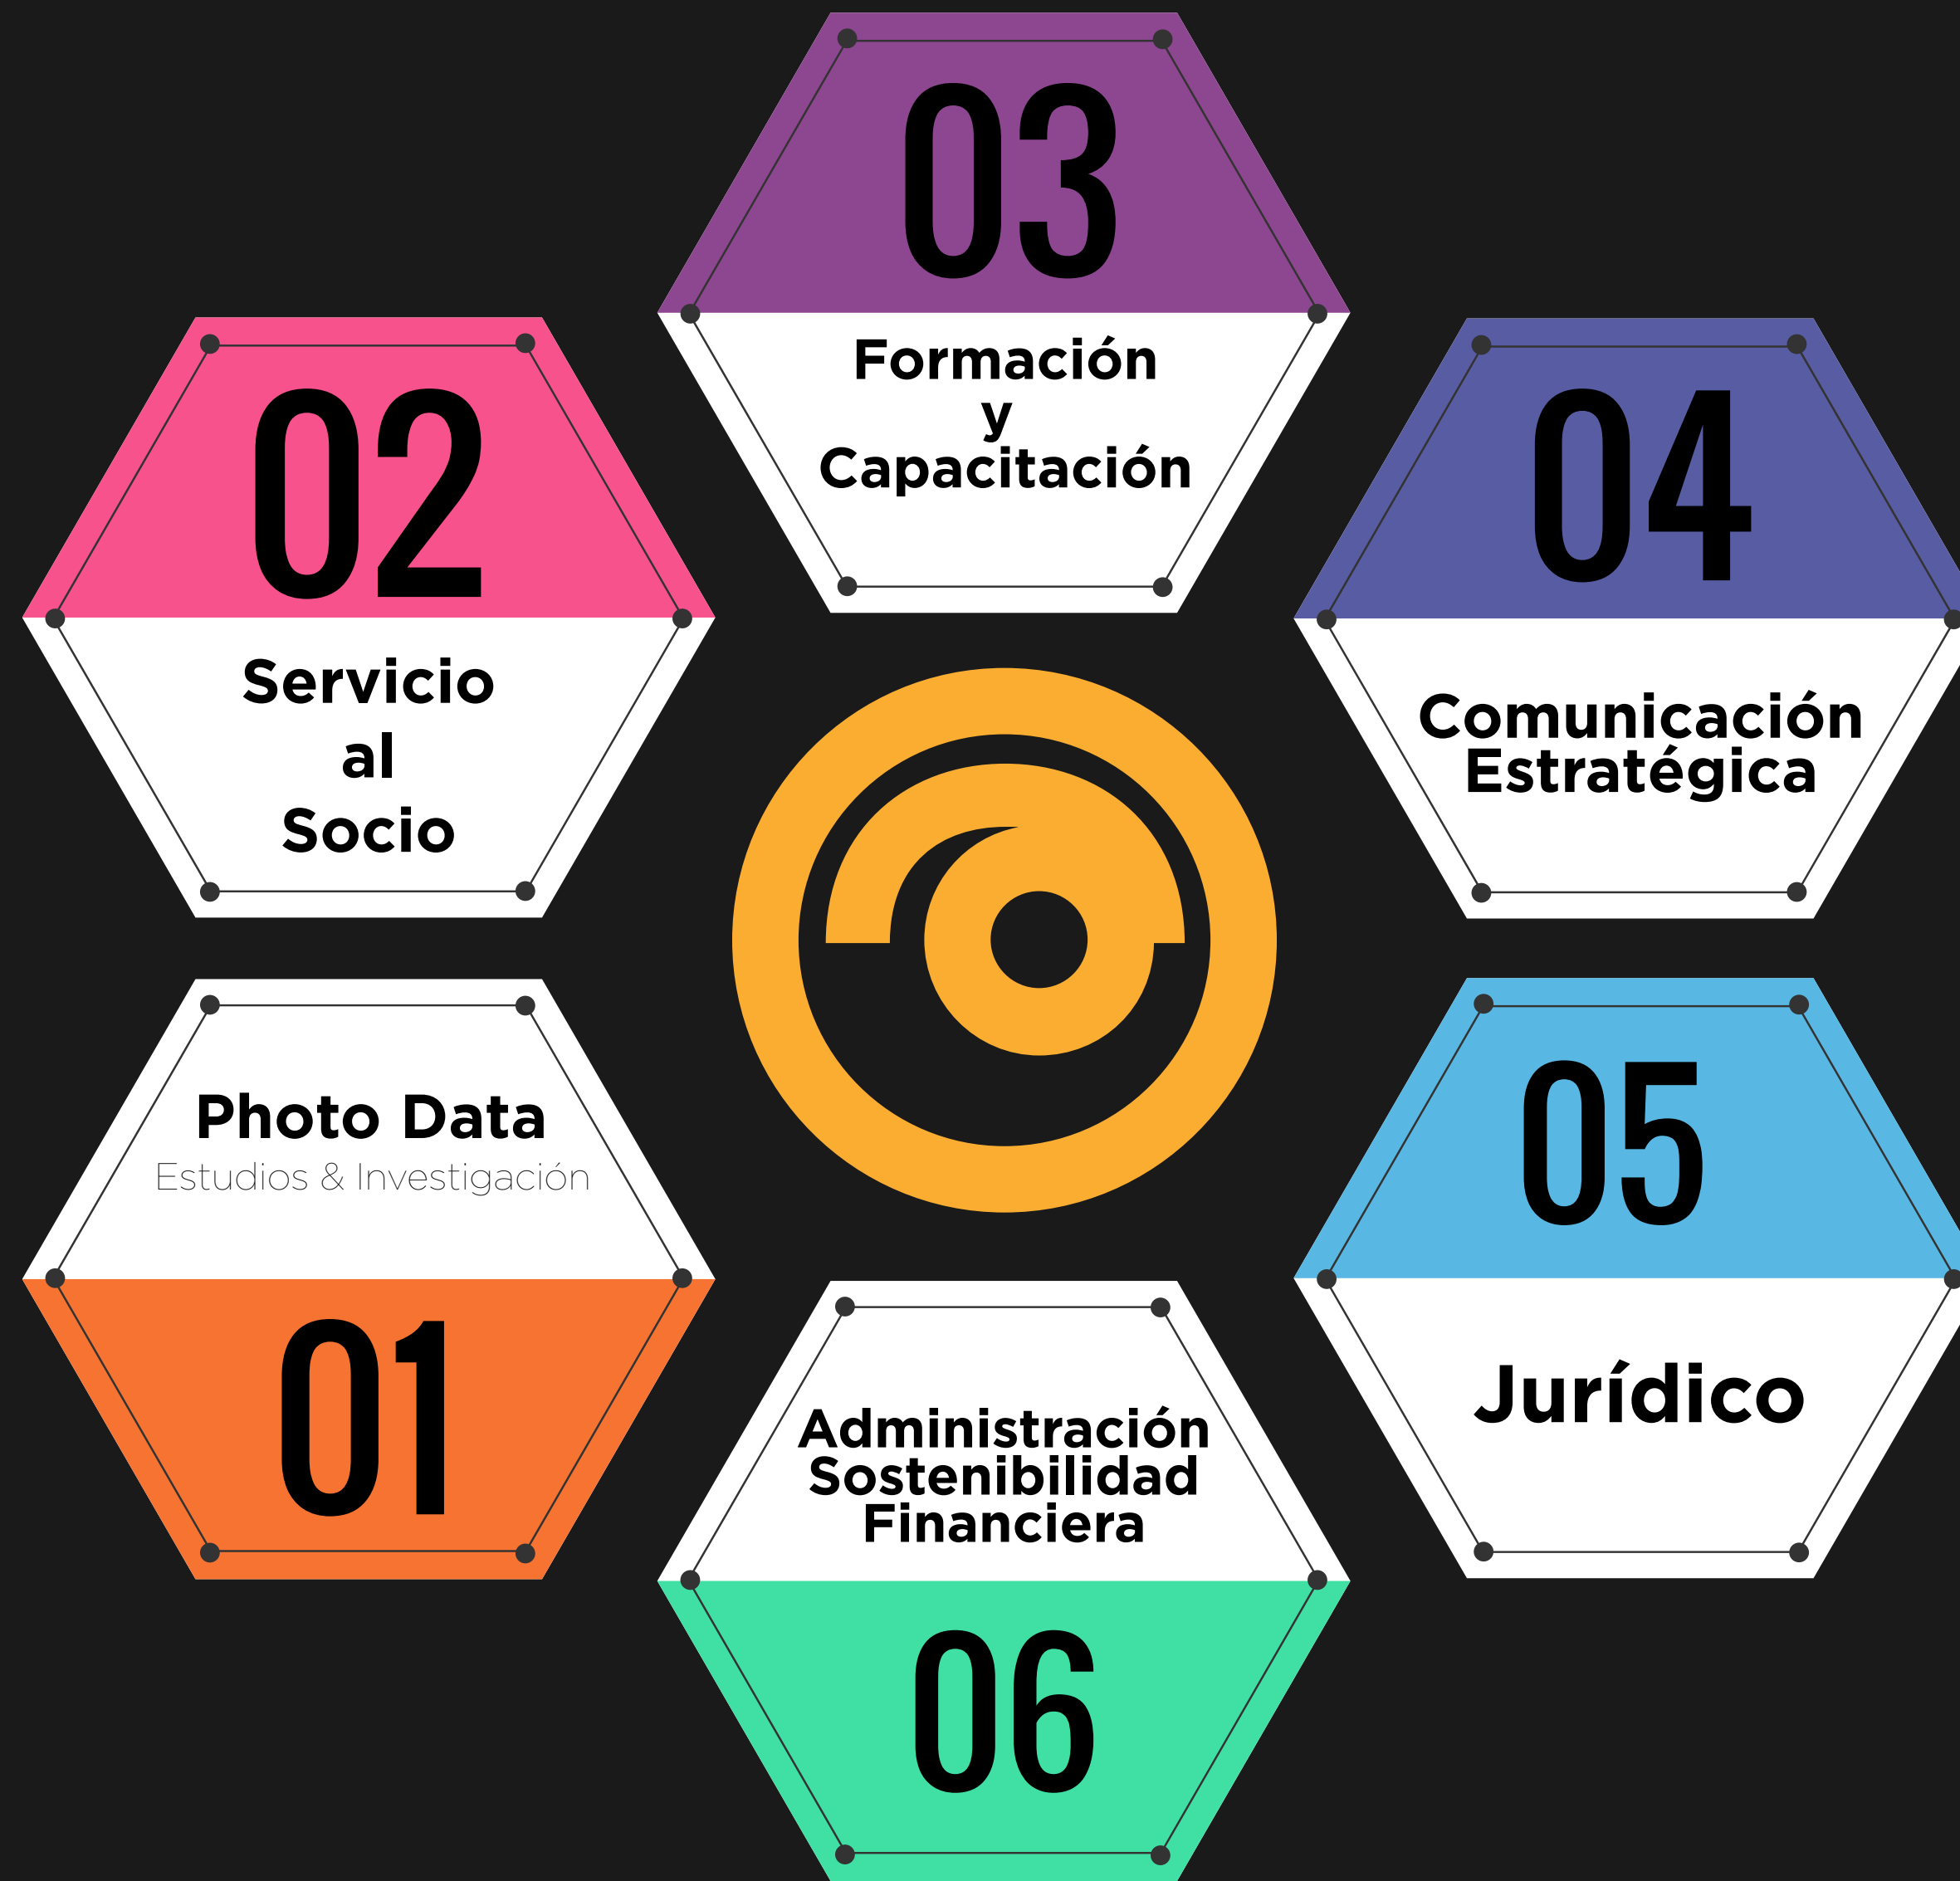 03
Formación
y
Capacitación
02
Servicio
al
Socio
04
Comunicación
Estratégica
Photo Data
Estudios & Investigación
01
05
Jurídico
Administración
Sostenibilidad
Financiera
06